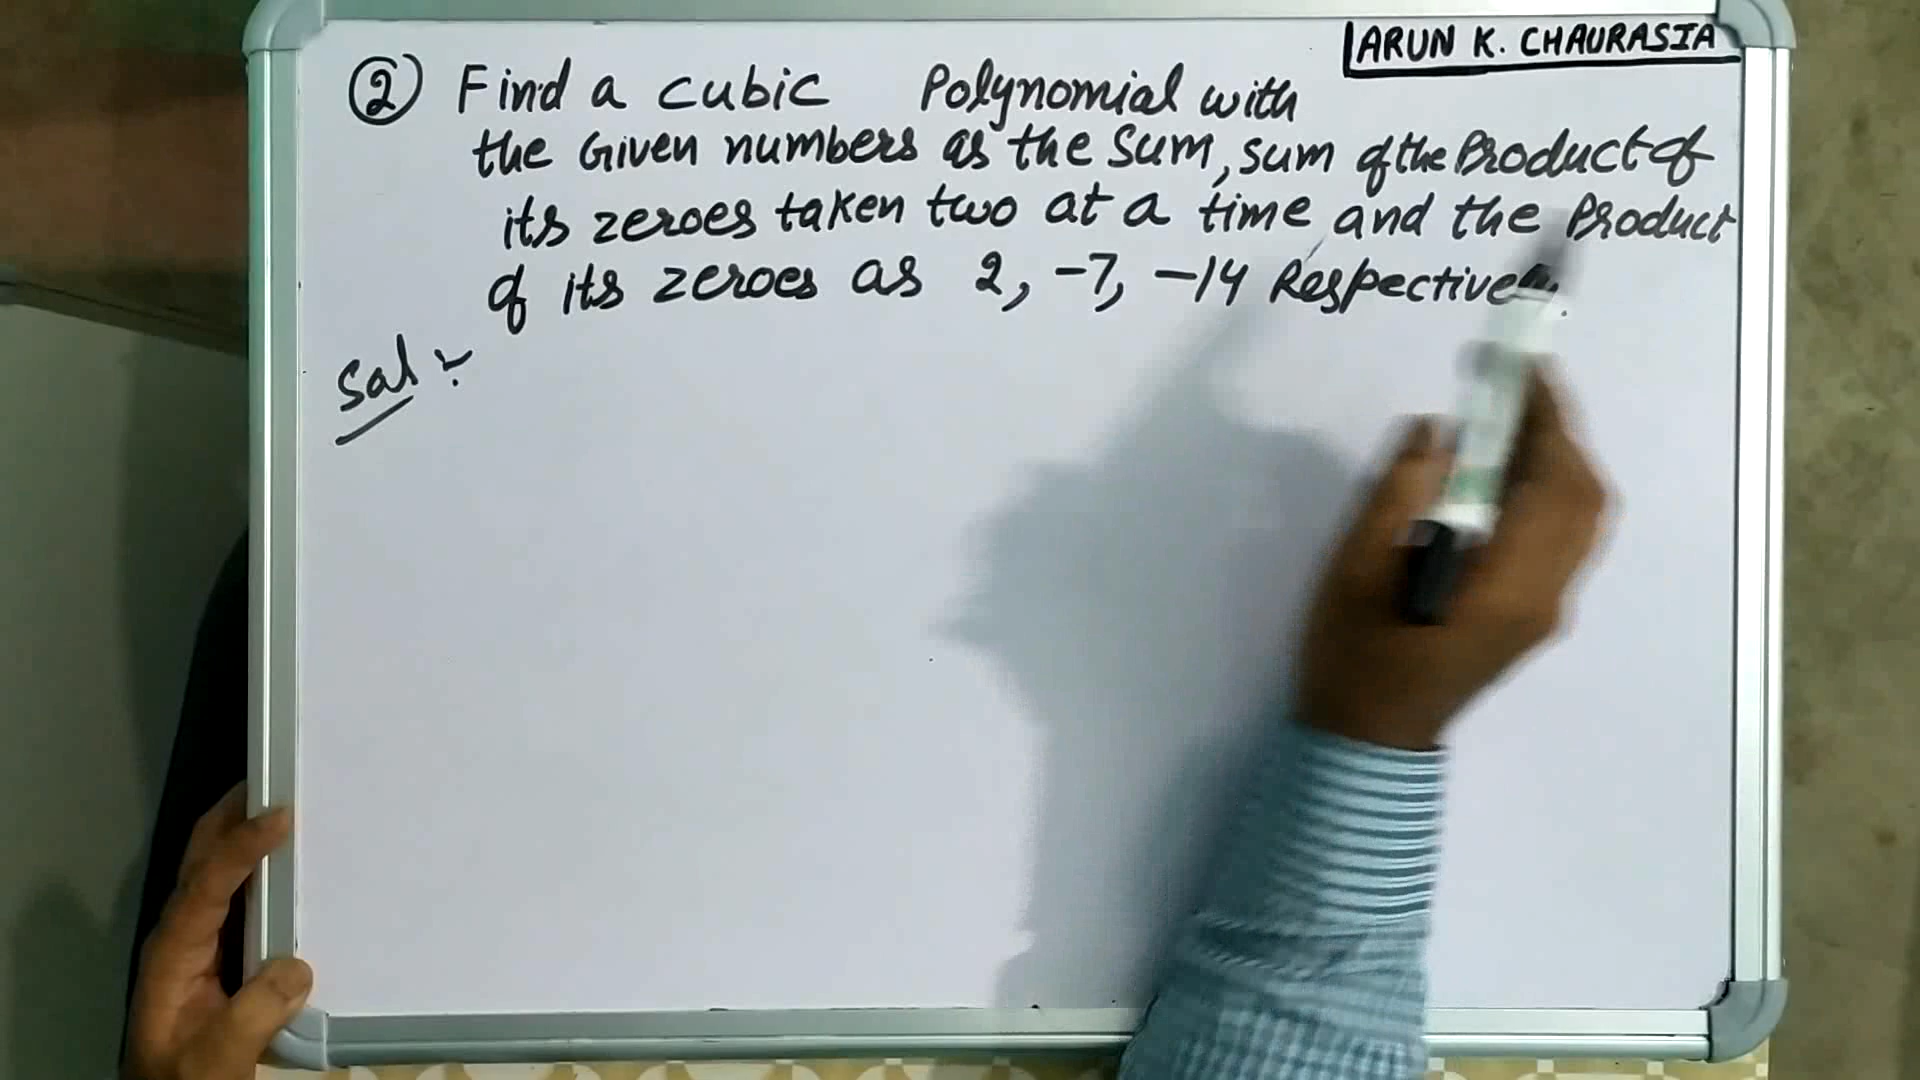 ARUN K. CHAURASIA
② Find a cubic Polynomial with
the Given numbers as the Sum, sum of the Product of
its zeroes taken two at a time and the Product
of its zeroes as 2, -7, -14 Respectively.
Sol :-